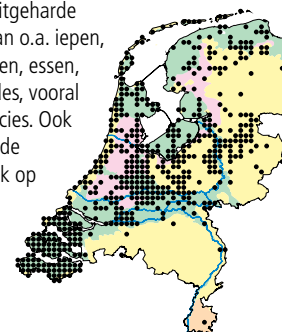 itgeharde
an o.a. iepen,
en, essen,
les, vooral
cies. Ook
de
k op